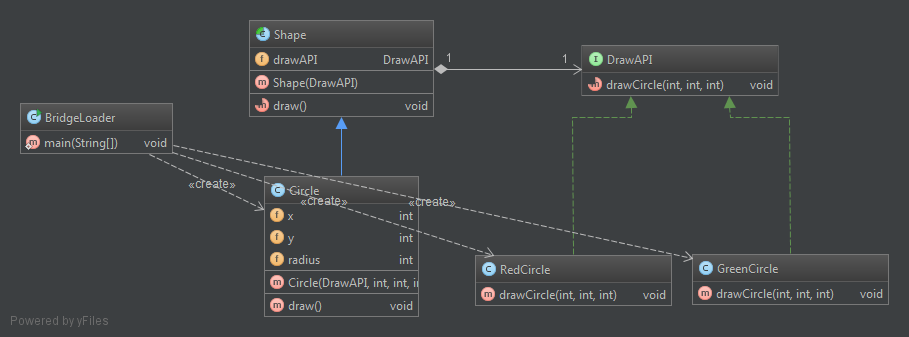 Shape
drawAPI DrawAPI
Shape(DrawAPI)
draw() void
1 1
DrawAPI
drawCircle(int, int, int) void
BridgeLoader
main(String[]) void
«create»
«create»
«create»
Circle
x int
y int
radius int
Circle(DrawAPI, int, int, i
draw() void
RedCircle
drawCircle(int, int, int) void
GreenCircle
drawCircle(int, int, int) void
Powered by yFiles